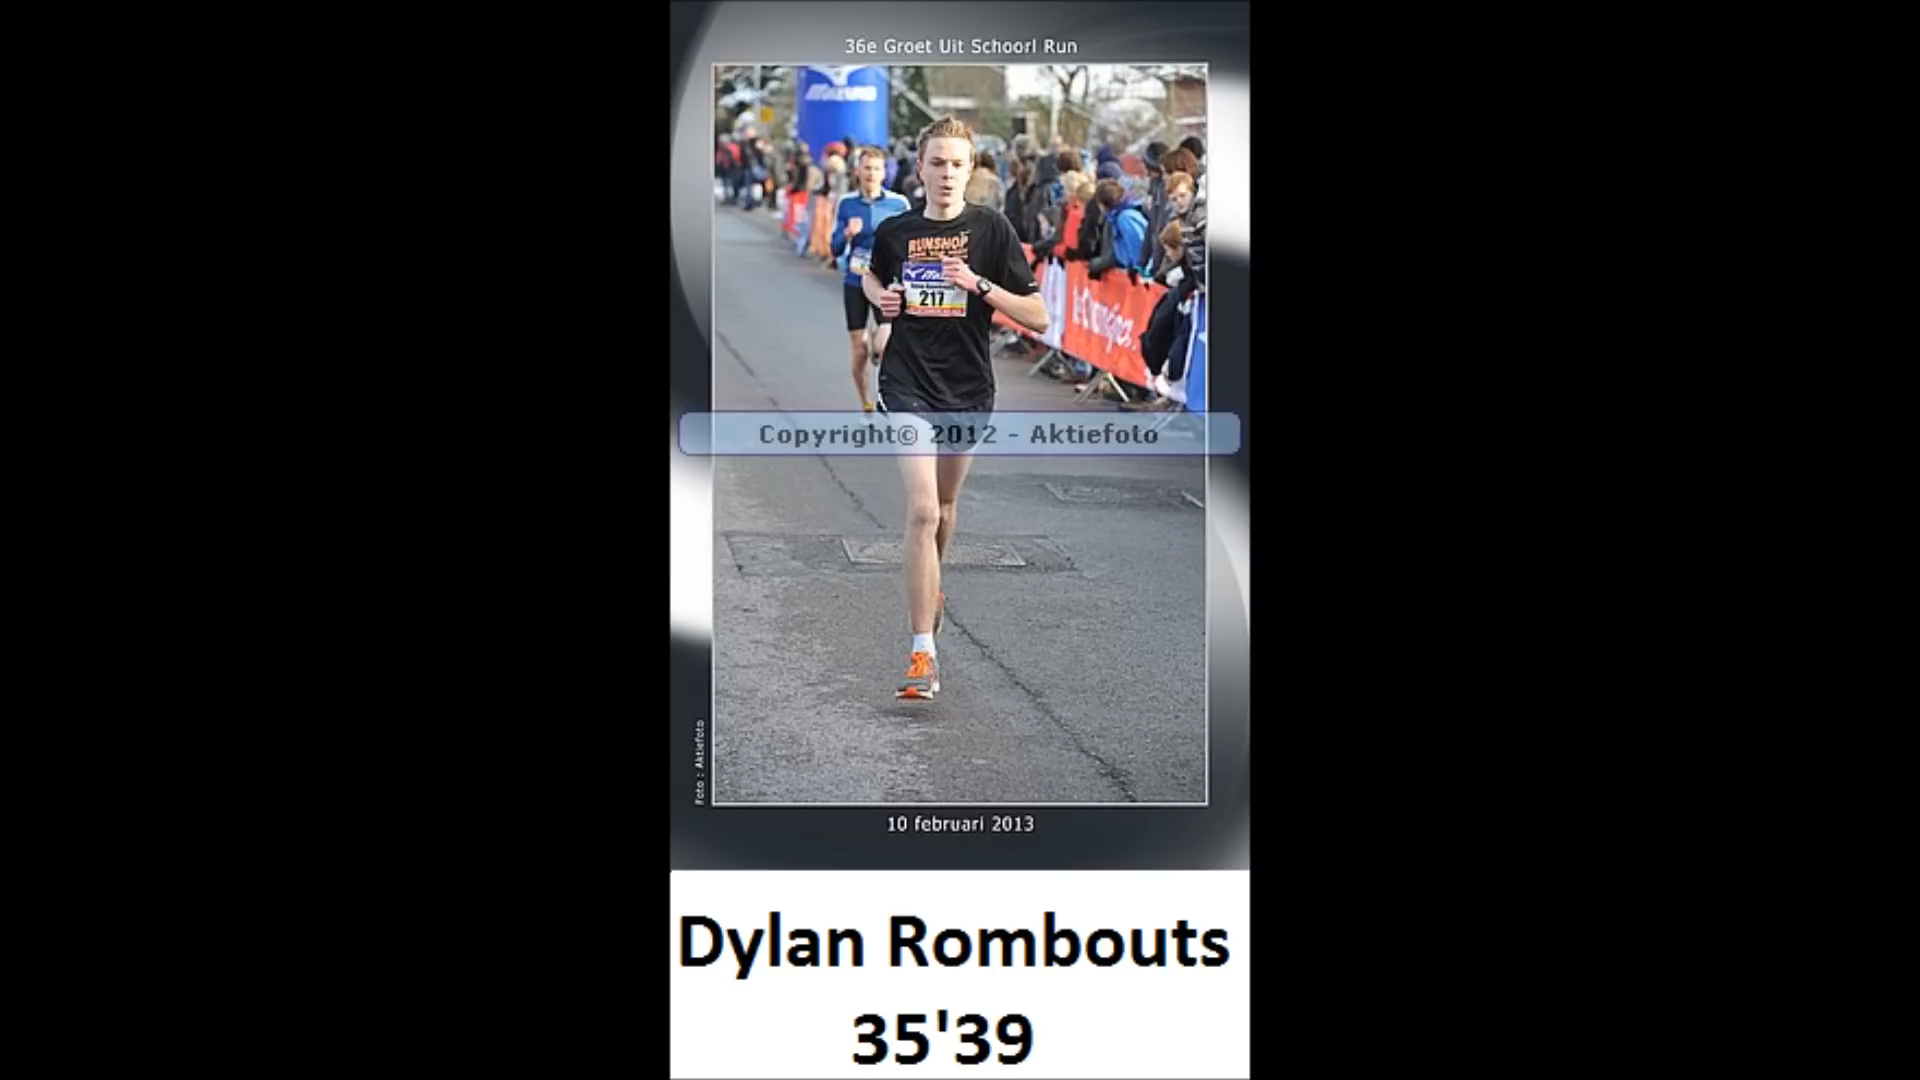 36e Groet Uit Schoorl Run
MIZUNO
RUNSHOP
217
Copyright© 2012 - Aktiefoto
Foto : Aktiefoto
10 februari 2013
Dylan Rombouts
35'39